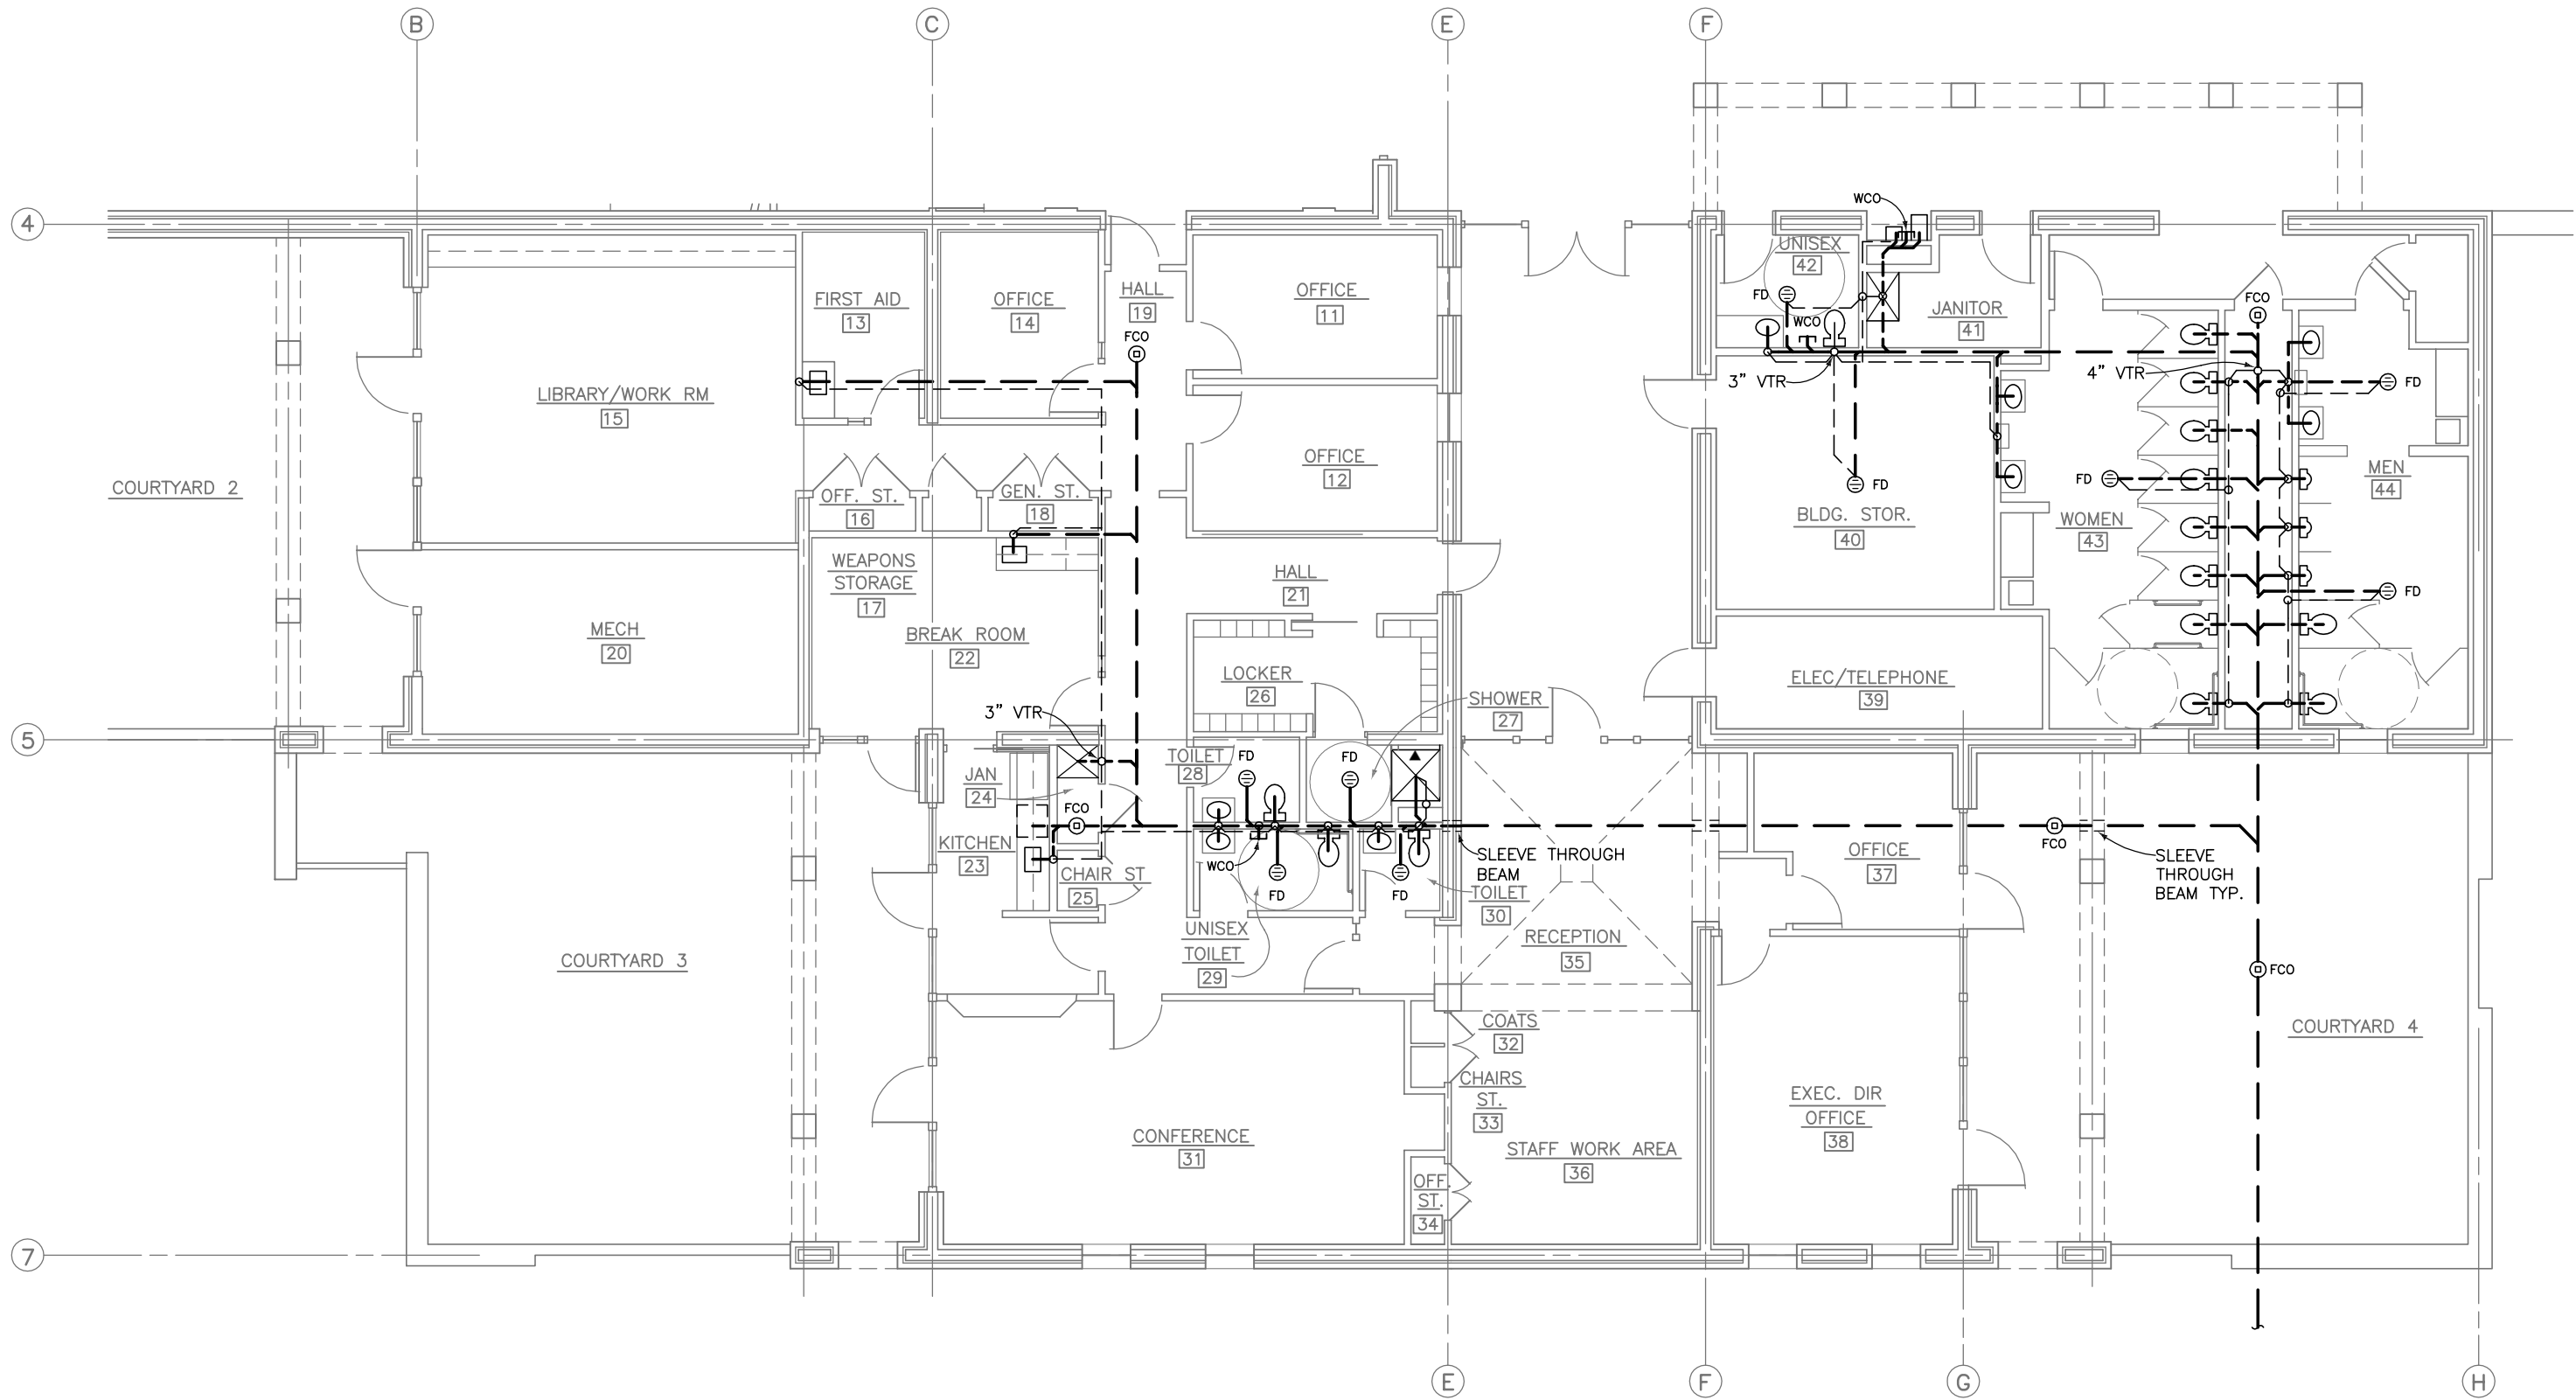 B
C
E
F
4
WCO
UNISEX
42
FD
WCO
JANITOR
41
FCO
3" VTR
4" VTR
FD
FIRST AID
13
OFFICE
14
HALL
19
FCO
OFFICE
11
LIBRARY/WORK RM
15
OFFICE
12
COURTYARD 2
OFF. ST.
16
GEN. ST.
18
FD
BLDG. STOR.
40
FD
WOMEN
43
MEN
44
WEAPONS
STORAGE
17
HALL
21
FD
MECH
20
BREAK ROOM
22
LOCKER
26
SHOWER
27
ELEC/TELEPHONE
39
3" VTR
5
TOILET
28
FD
FD
JAN
24
FCO
KITCHEN
23
CHAIR ST
25
WCO
FD
FD
SLEEVE THROUGH
BEAM
TOILET
30
OFFICE
37
FCO
SLEEVE
THROUGH
BEAM TYP.
UNISEX
TOILET
29
RECEPTION
35
COURTYARD 3
FCO
COATS
32
COURTYARD 4
CHAIRS
ST.
33
EXEC. DIR
OFFICE
38
CONFERENCE
31
STAFF WORK AREA
36
OFF.
ST.
34
7
E
F
G
H